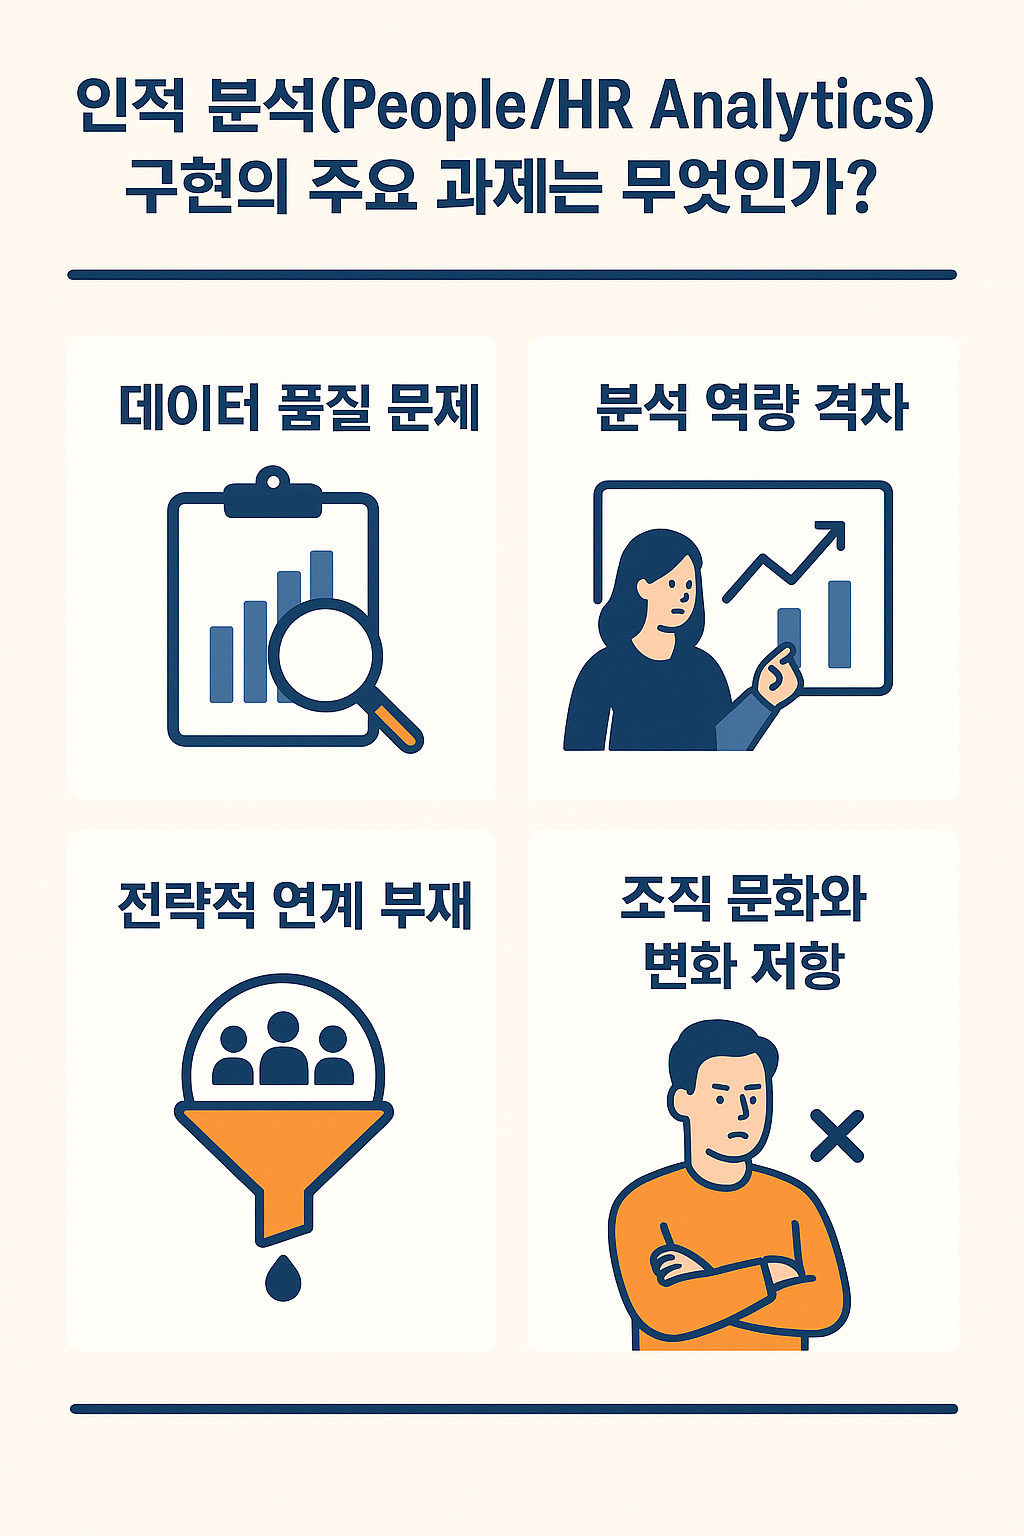 인적 분석(People/HR Analytics)
구현의 주요 과제는 무엇인가?
데이터 품질 문제
분석 역량 격차
전략적 연계 부재
조직 문화와
변화 저항